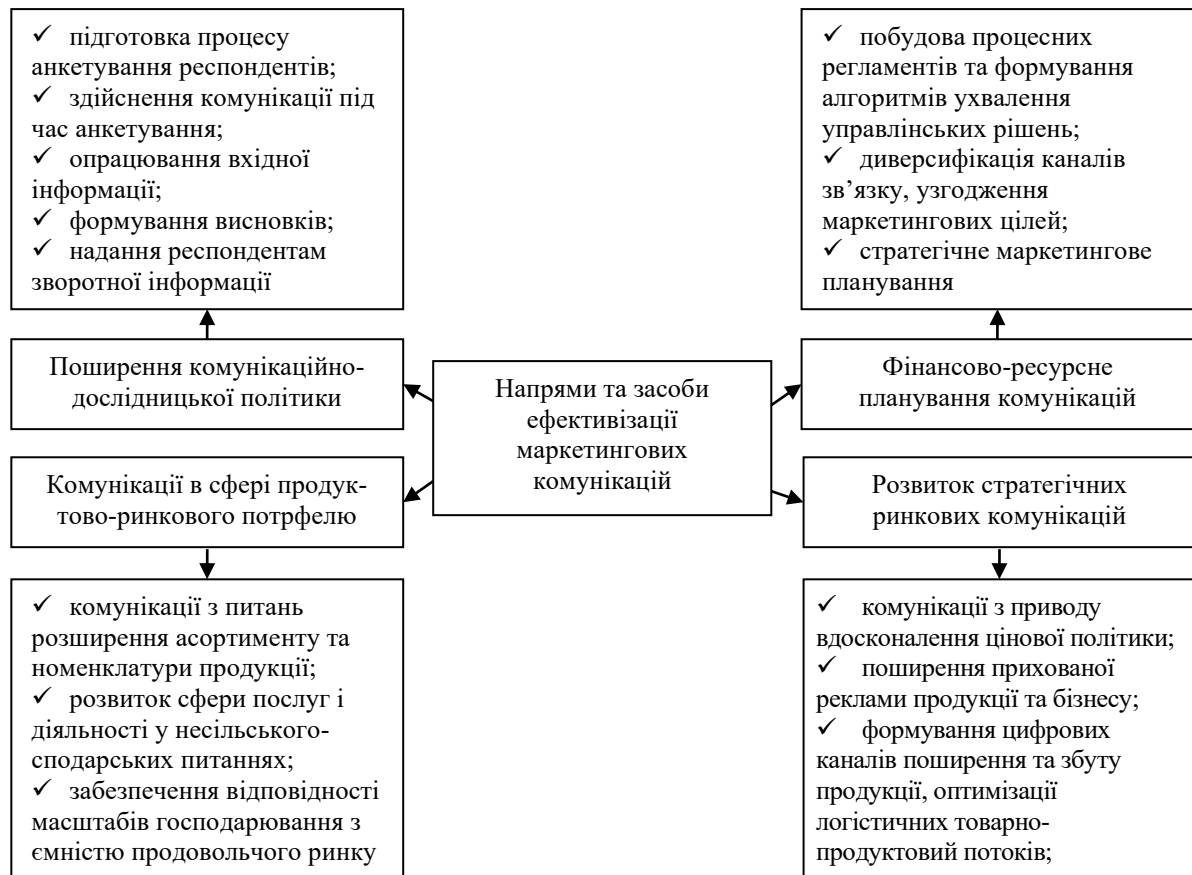 ✓ підготовка процесу
анкетування респондентів;
✓ здійснення комунікації під
час анкетування;
✓ опрацювання вхідної
інформації;
✓ формування висновків;
✓ надання респондентам
зворотної інформації
✓ побудова процесних
регламентів та формування
алгоритмів ухвалення
управлінських рішень;
✓ диверсифікація каналів
зв’язку, узгодження
маркетингових цілей;
✓ стратегічне маркетингове
планування
Поширення комунікаційно-
дослідницької політики
Напрями та засоби
ефективізації
маркетингових
комунікацій
Фінансово-ресурсне
планування комунікацій
Комунікації в сфері продук-
тово-ринкового потрфелю
Розвиток стратегічних
ринкових комунікацій
✓ комунікації з питань
розширення асортименту та
номенклатури продукції;
✓ розвиток сфери послуг і
діяльності у несільського-
сподарських питаннях;
✓ забезпечення відповідності
масштабів господарювання з
ємністю продовольчого ринку
✓ комунікації з приводу
вдосконалення цінової політики;
✓ поширення прихованої
реклами продукції та бізнесу;
✓ формування цифрових
каналів поширення та збуту
продукції, оптимізації
логістичних товарно-
продуктовий потоків;